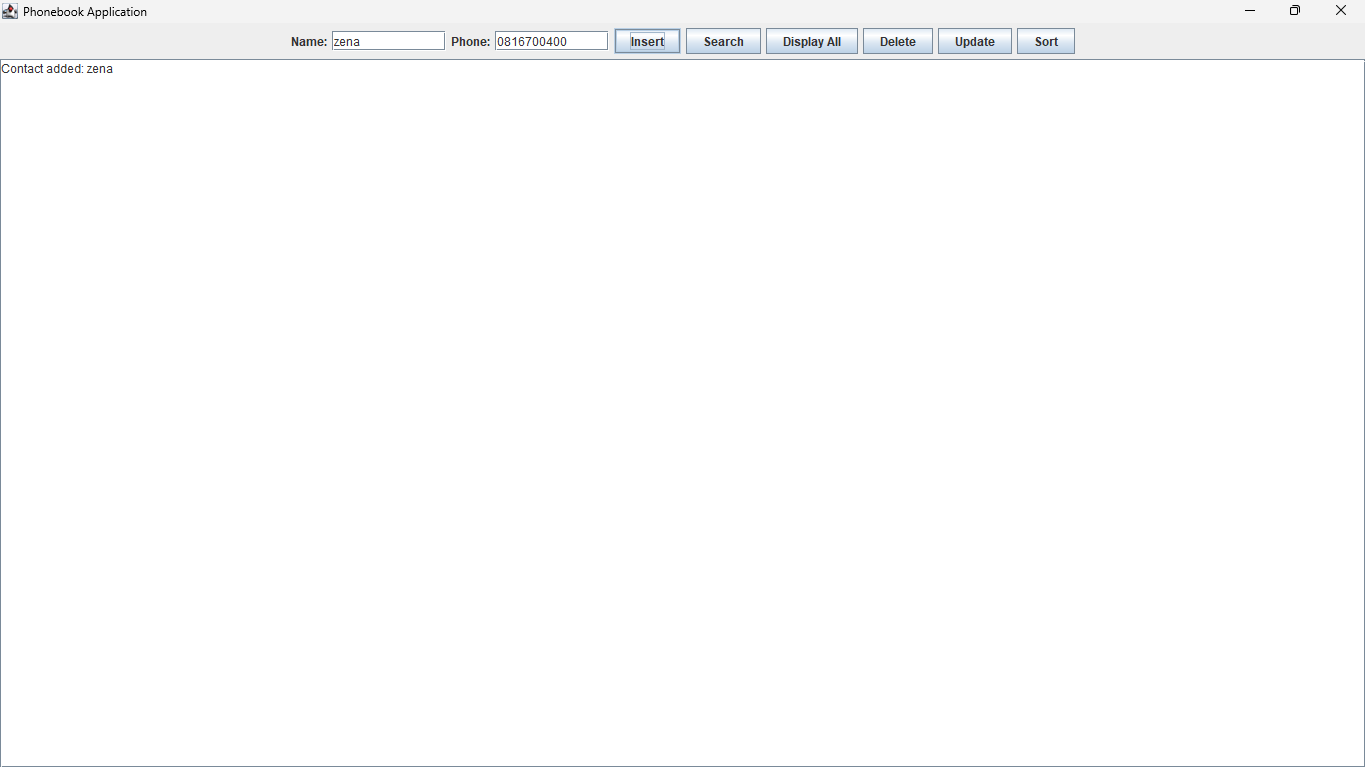 Phonebook Application
Name: zena Phone: 0816700400 Insert Search Display All Delete Update Sort
Contact added: zena